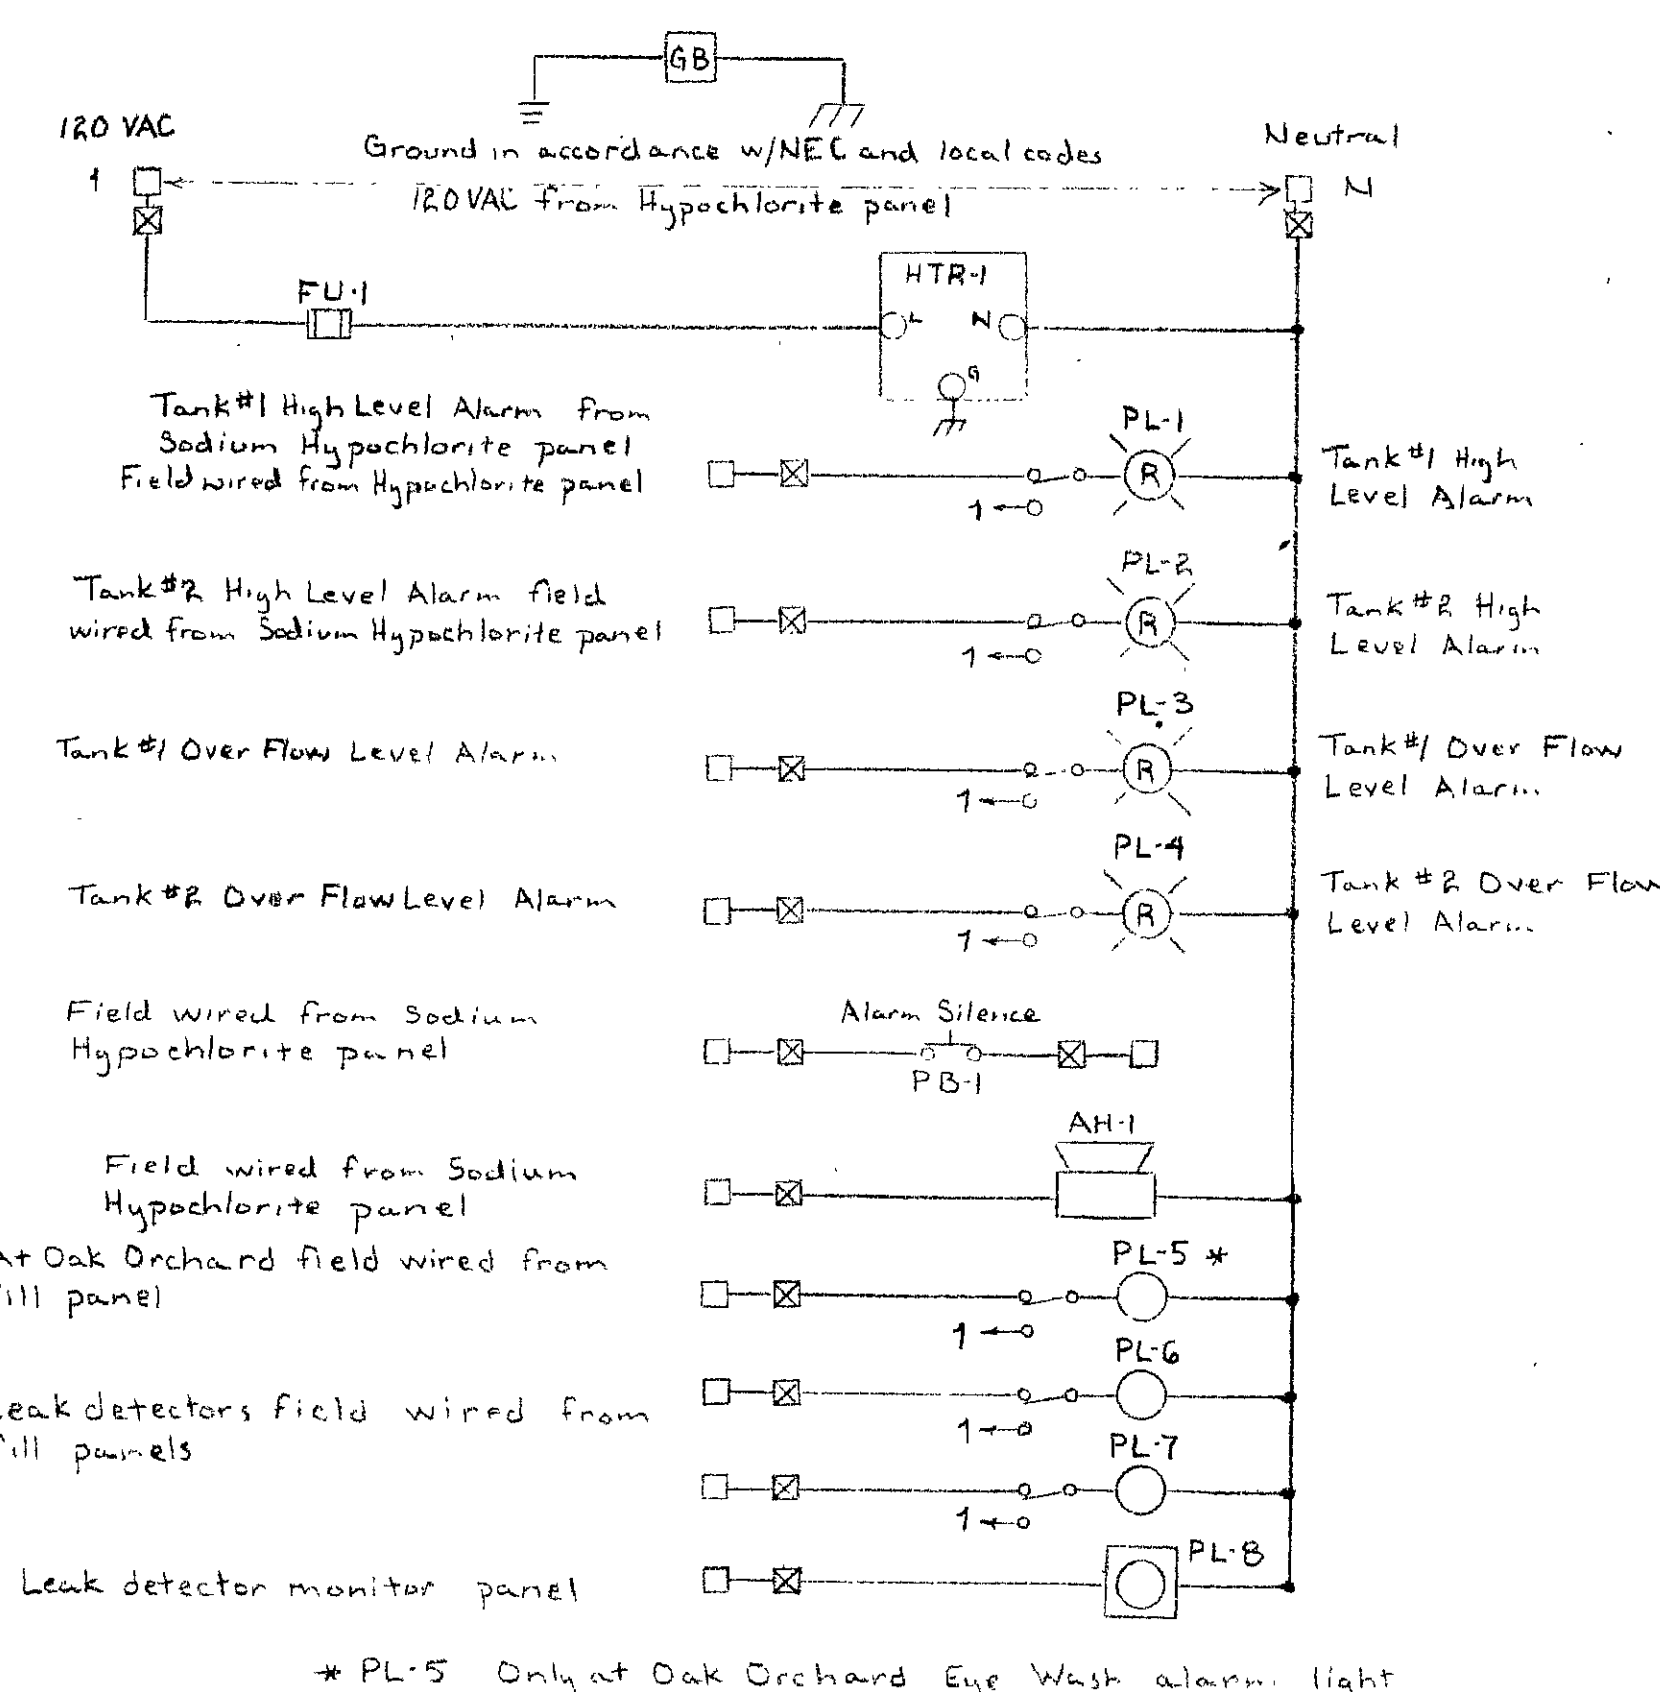 GB
120 VAC
Ground in accordance w/NEC and local codes
Neutral
1
N
120 VAC from Hypochlorite panel
HTR-1
FU-1
L
N
G
Tank #1 High Level Alarm from
Sodium Hypochlorite panel
Field wired from Hypochlorite panel
PL-1
R
1
Tank #1 High
Level Alarm
Tank #2 High Level Alarm field
wired from Sodium Hypochlorite panel
PL-2
R
1
Tank #2 High
Level Alarm
Tank #1 Over Flow Level Alarm
PL-3
R
1
Tank #1 Over Flow
Level Alarm
Tank #2 Over Flow Level Alarm
PL-4
R
1
Tank #2 Over Flow
Level Alarm
Field wired from Sodium
Hypochlorite panel
Alarm Silence
PB-1
Field wired from Sodium
Hypochlorite panel
AH-1
At Oak Orchard field wired from
ill panel
PL-5 *
1
Leak detectors field wired from
ill panels
PL-6
1
PL-7
1
Leak detector monitor panel
PL-8
* PL-5 Only at Oak Orchard Eye Wash alarm light